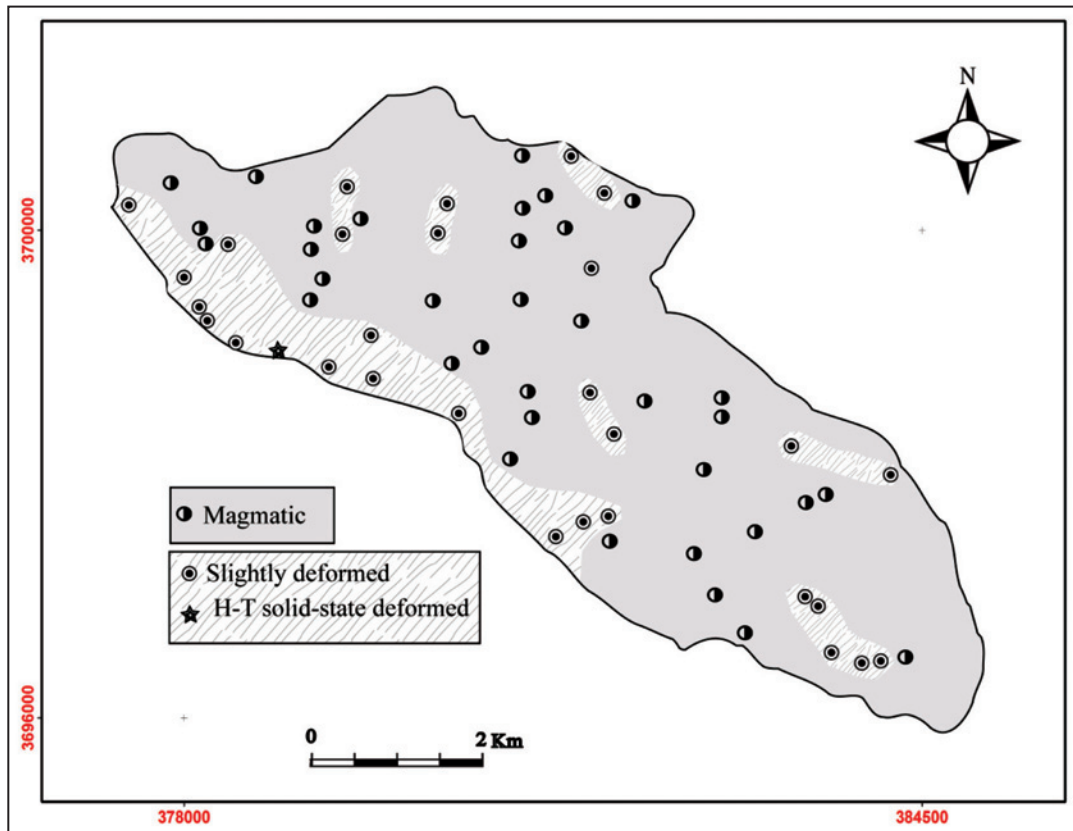 N
3700000
Magmatic
Slightly deformed
H-T solid-state deformed
3696000
0 2 Km
378000 384500